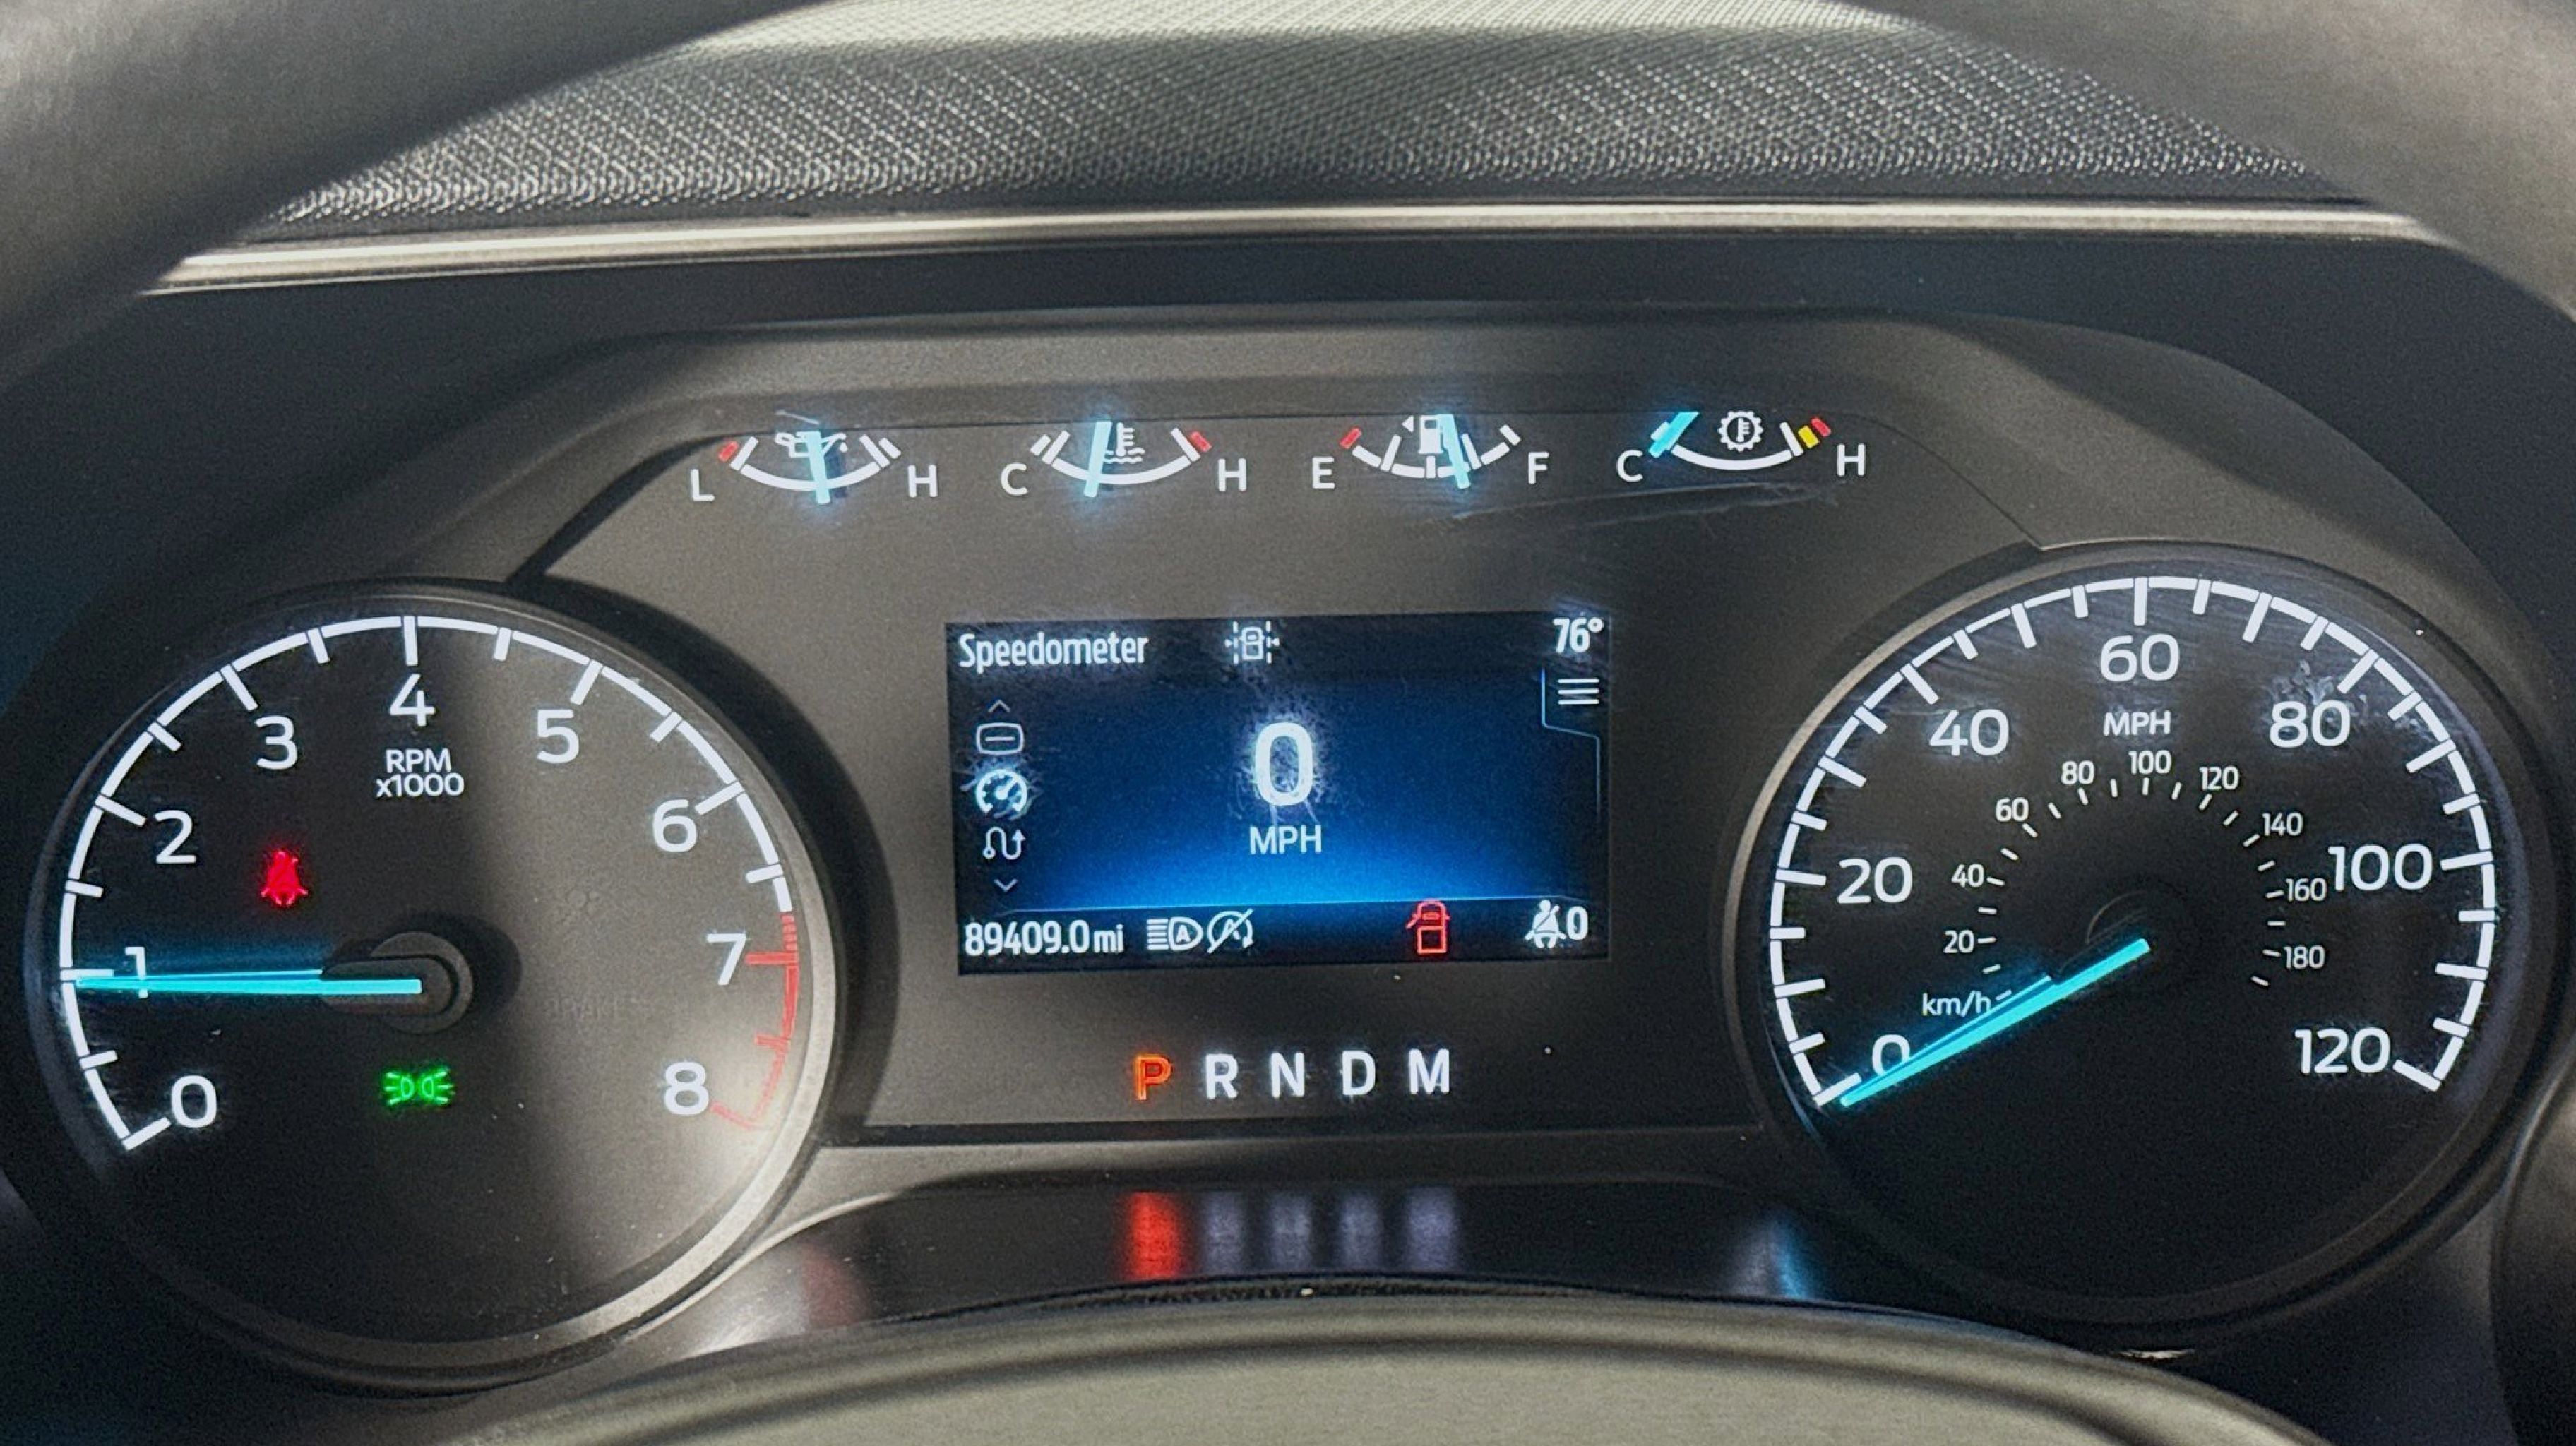 L H C H E F C H
Speedometer 76°
0
MPH
89409.0mi 0
P R N D M
0 1 2 3 4 5 6 7 8
RPM
x1000
0 20 40 60 80 100 120
MPH
20 40 60 80 100 120 140 160 180
km/h